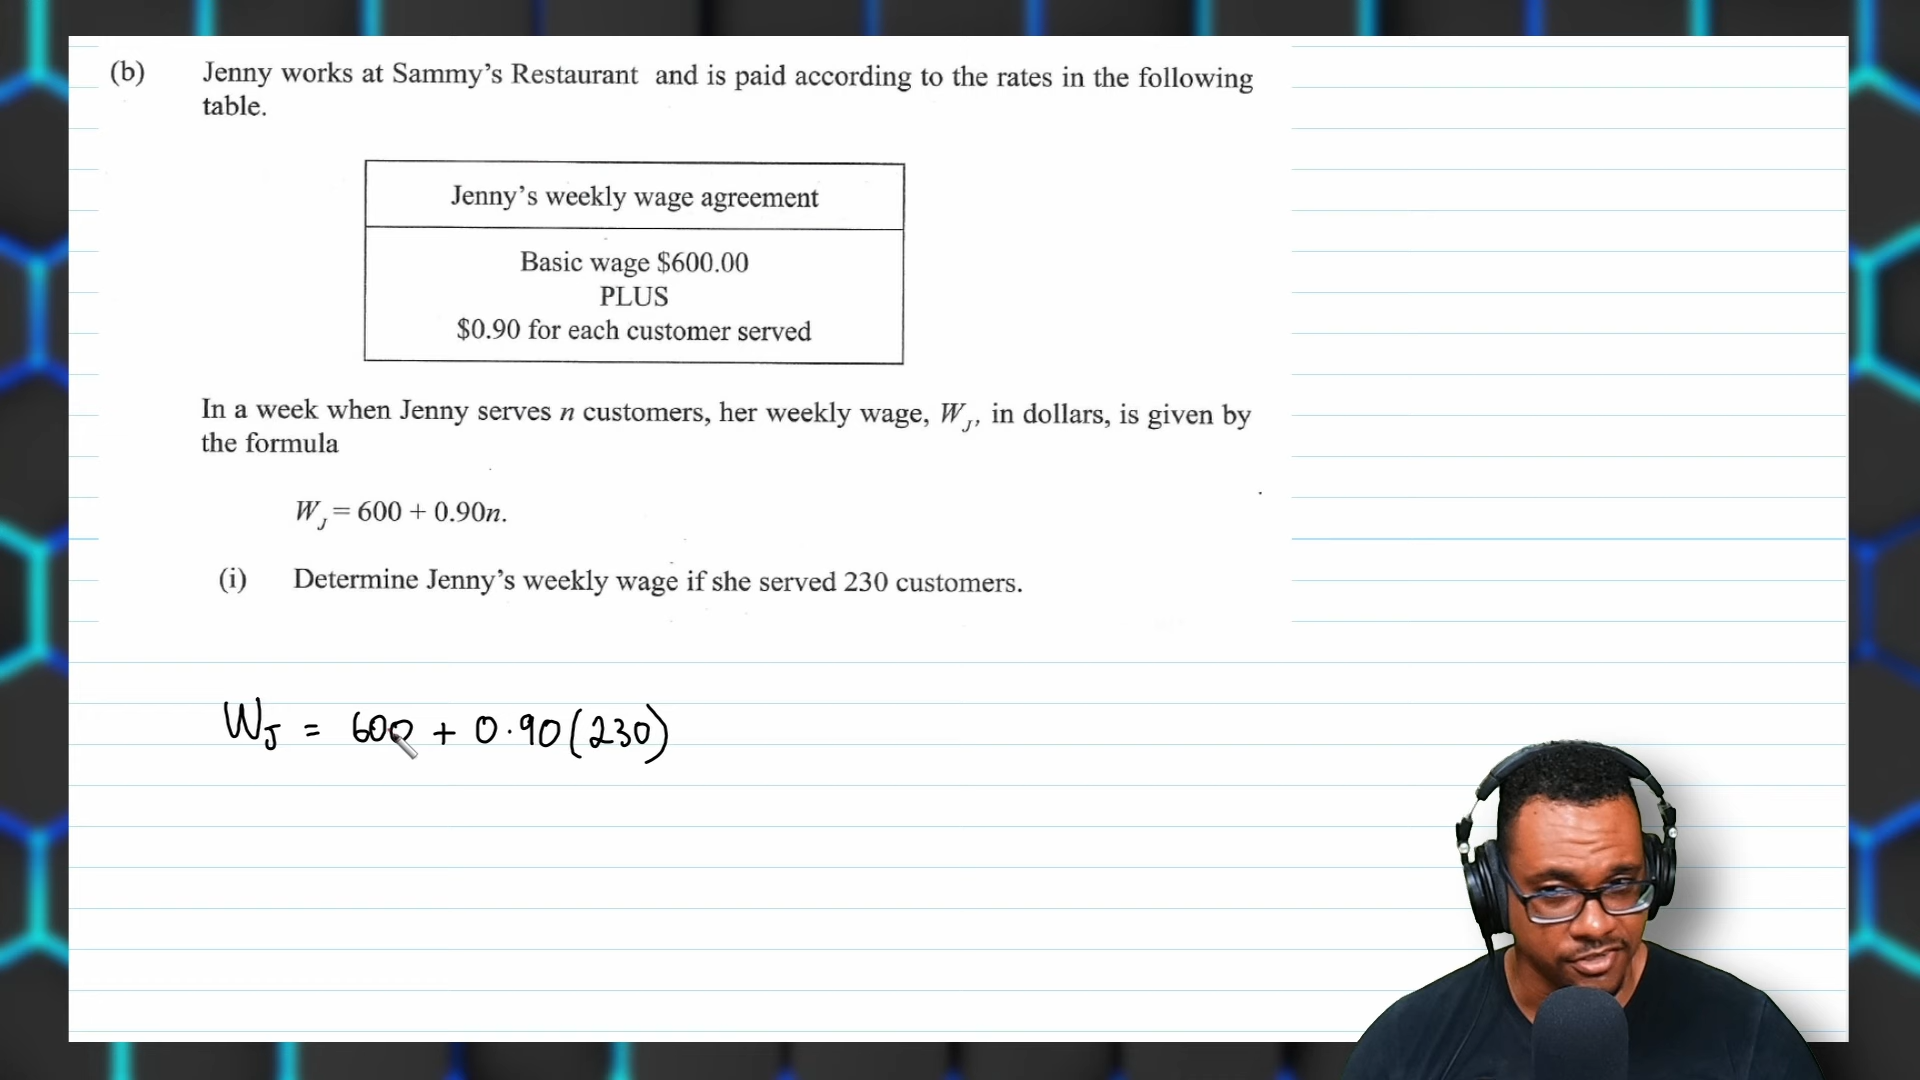 (b) Jenny works at Sammy's Restaurant and is paid according to the rates in the following
table.
Jenny's weekly wage agreement
Basic wage $600.00
PLUS
$0.90 for each customer served
In a week when Jenny serves n customers, her weekly wage, W_J, in dollars, is given by
the formula
W_J = 600 + 0.90n.
(i) Determine Jenny's weekly wage if she served 230 customers.
W_J = 600 + 0.90(230)